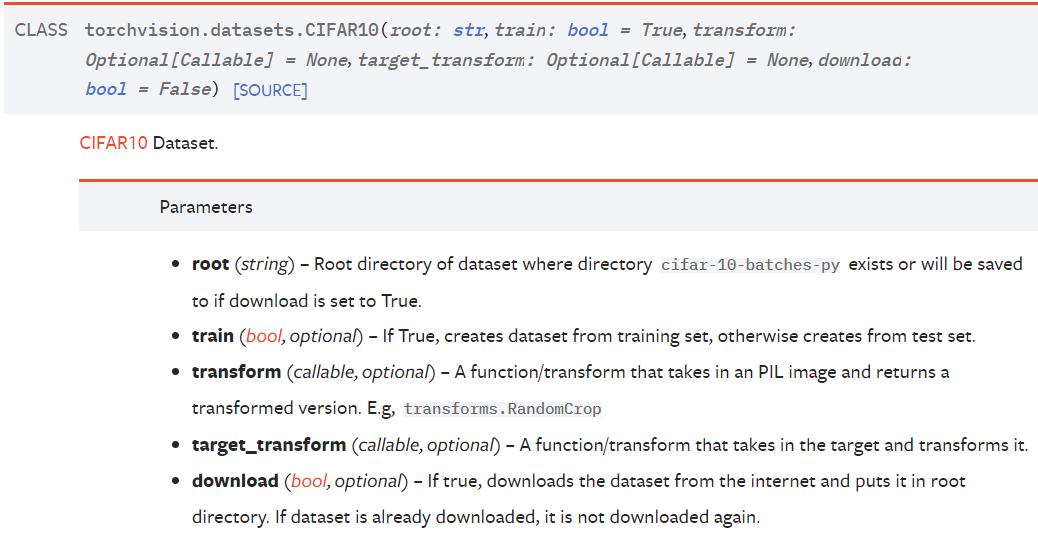 CLASS torchvision.datasets.CIFAR10(root: str, train: bool = True, transform:
Optional[Callable] = None, target_transform: Optional[Callable] = None, download:
bool = False) [SOURCE]
CIFAR10 Dataset.
Parameters
• root (string) – Root directory of dataset where directory cifar-10-batches-py exists or will be saved
to if download is set to True.
• train (bool, optional) – If True, creates dataset from training set, otherwise creates from test set.
• transform (callable, optional) – A function/transform that takes in an PIL image and returns a
transformed version. E.g, transforms.RandomCrop
• target_transform (callable, optional) – A function/transform that takes in the target and transforms it.
• download (bool, optional) – If true, downloads the dataset from the internet and puts it in root
directory. If dataset is already downloaded, it is not downloaded again.